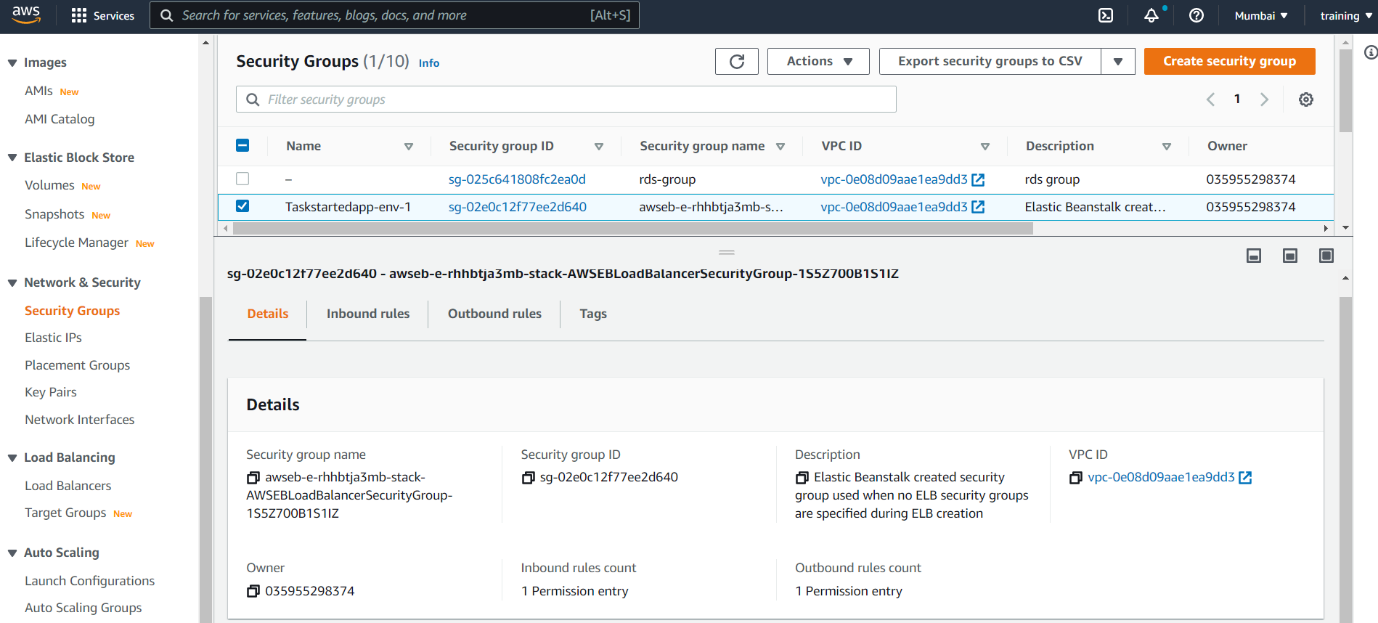 aws Services Search for services, features, blogs, docs, and more [Alt+S] Mumbai training
Images
AMIs New
AMI Catalog
Elastic Block Store
Volumes New
Snapshots New
Lifecycle Manager New
Network & Security
Security Groups
Elastic IPs
Placement Groups
Key Pairs
Network Interfaces
Load Balancing
Load Balancers
Target Groups New
Auto Scaling
Launch Configurations
Auto Scaling Groups
Security Groups (1/10) Info Actions Export security groups to CSV Create security group
Filter security groups 1
Name Security group ID Security group name VPC ID Description Owner
– sg-025c641808fc2ea0d rds-group vpc-0e08d09aae1ea9dd3 rds group 035955298374
Taskstartedapp-env-1 sg-02e0c12f77ee2d640 awseb-e-rhhbtja3mb-s... vpc-0e08d09aae1ea9dd3 Elastic Beanstalk creat... 035955298374
sg-02e0c12f77ee2d640 - awseb-e-rhhbtja3mb-stack-AWSEBLoadBalancerSecurityGroup-1S5Z700B1S1IZ
Details Inbound rules Outbound rules Tags
Details
Security group name Security group ID Description VPC ID
awseb-e-rhhbtja3mb-stack- sg-02e0c12f77ee2d640 Elastic Beanstalk created security vpc-0e08d09aae1ea9dd3
AWSEBLoadBalancerSecurityGroup- group used when no ELB security groups
1S5Z700B1S1IZ are specified during ELB creation
Owner Inbound rules count Outbound rules count
035955298374 1 Permission entry 1 Permission entry